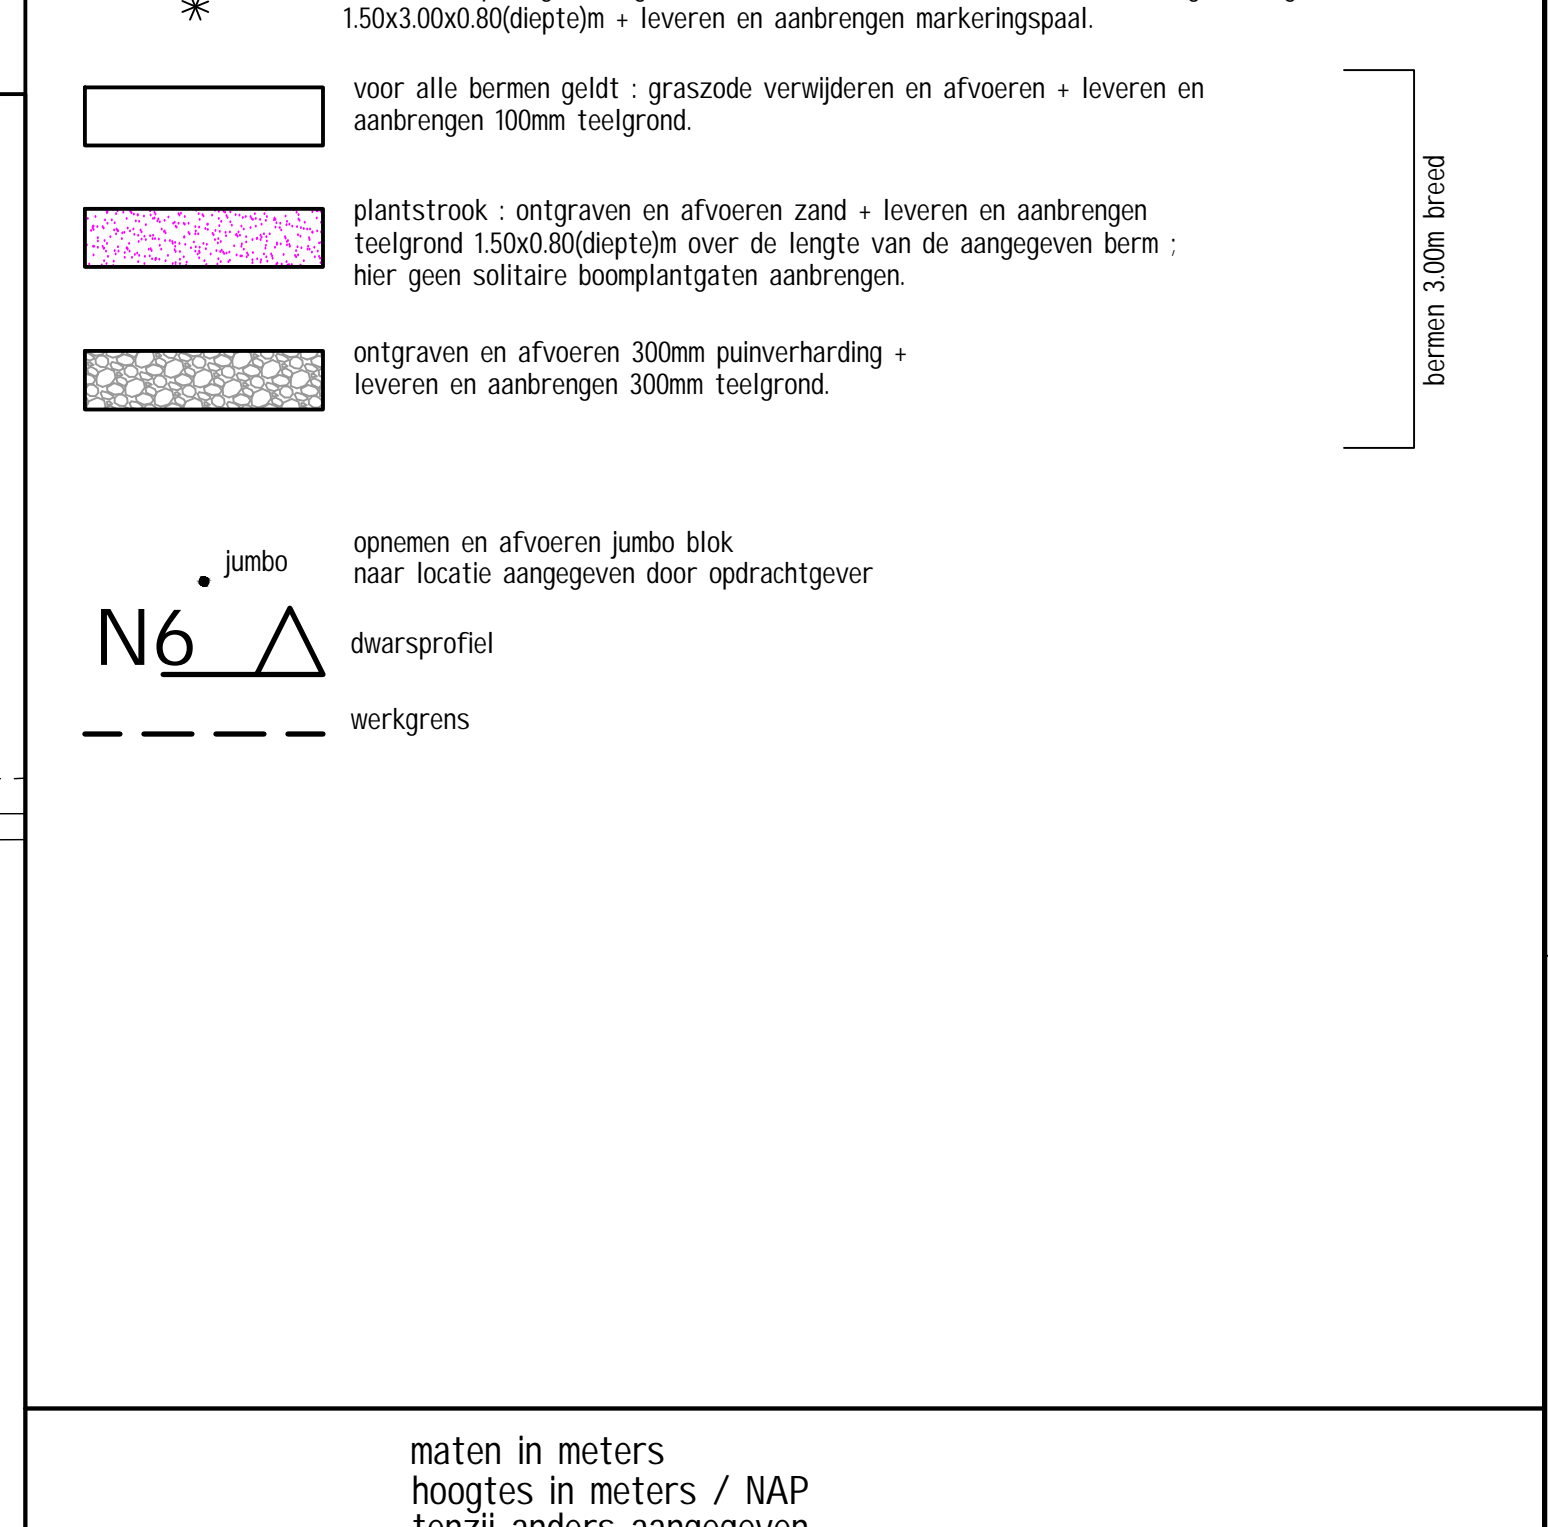 1.50x3.00x0.80(diepte)m + leveren en aanbrengen markeringspaal.
voor alle bermen geldt : graszode verwijderen en afvoeren + leveren en
aanbrengen 100mm teelgrond.
plantstrook : ontgraven en afvoeren zand + leveren en aanbrengen
teelgrond 1.50x0.80(diepte)m over de lengte van de aangegeven berm ;
hier geen solitaire boomplantgaten aanbrengen.
ontgraven en afvoeren 300mm puinverharding +
leveren en aanbrengen 300mm teelgrond.
bermen 3.00m breed
jumbo
opnemen en afvoeren jumbo blok
naar locatie aangegeven door opdrachtgever
N6
dwarsprofiel
werkgrens
maten in meters
hoogtes in meters / NAP
tenzij anders aangegeven